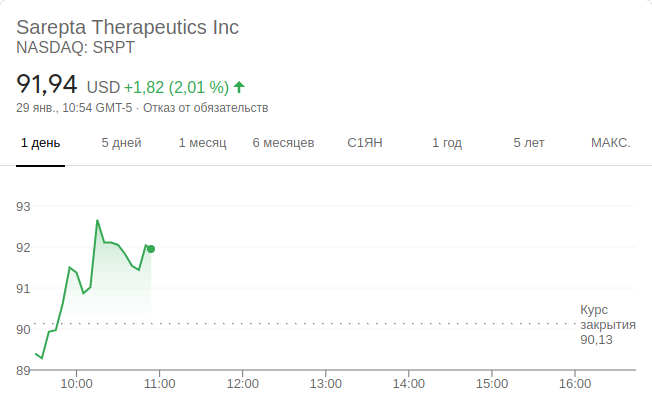 Sarepta Therapeutics Inc
NASDAQ: SRPT
91,94 USD +1,82 (2,01 %)
29 янв., 10:54 GMT-5 · Отказ от обязательств
1 день 5 дней 1 месяц 6 месяцев С1ЯН 1 год 5 лет МАКС.
93
92
91
90
89
Курс
закрытия
90,13
10:00 11:00 12:00 13:00 14:00 15:00 16:00